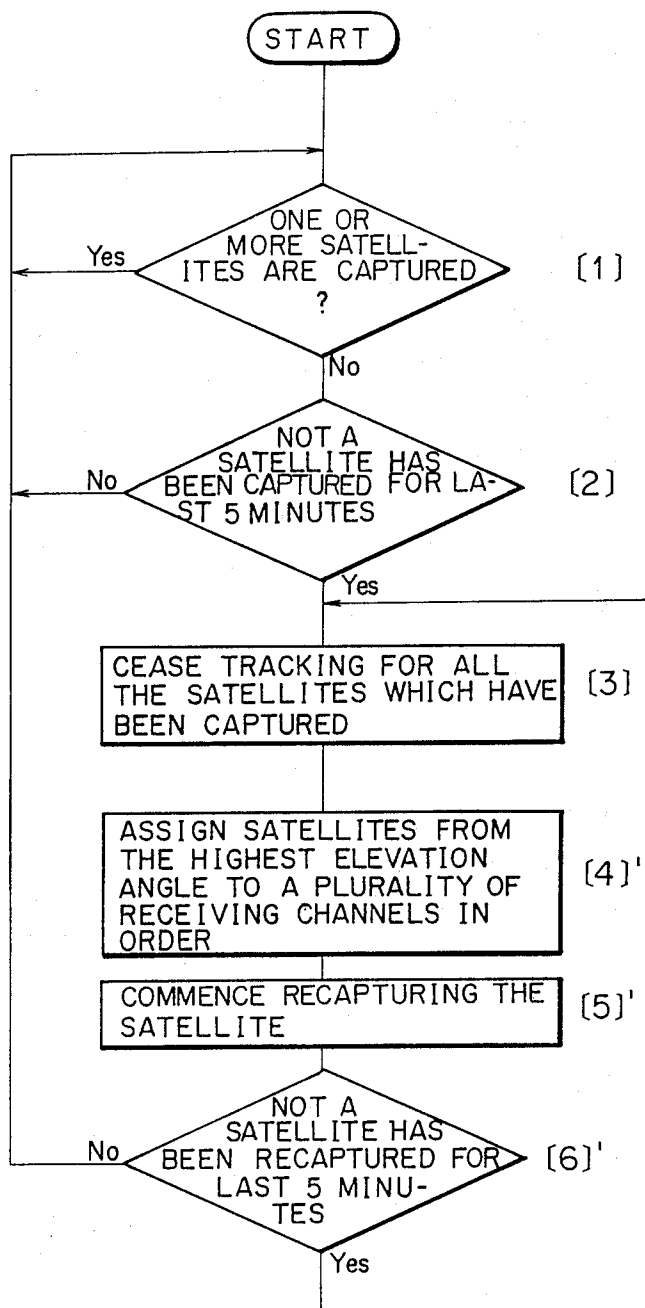 START
ONE OR
MORE SATELL-
ITES ARE CAPTURED
?
Yes
[1]
No
NOT A
SATELLITE HAS
BEEN CAPTURED FOR LA-
ST 5 MINUTES
No
[2]
Yes
CEASE TRACKING FOR ALL
THE SATELLITES WHICH HAVE
BEEN CAPTURED
[3]
ASSIGN SATELLITES FROM
THE HIGHEST ELEVATION
ANGLE TO A PLURALITY OF
RECEIVING CHANNELS IN
ORDER
[4]'
COMMENCE RECAPTURING THE
SATELLITE
[5]'
NOT A
SATELLITE HAS
BEEN RECAPTURED FOR
LAST 5 MINU-
TES
No
[6]'
Yes